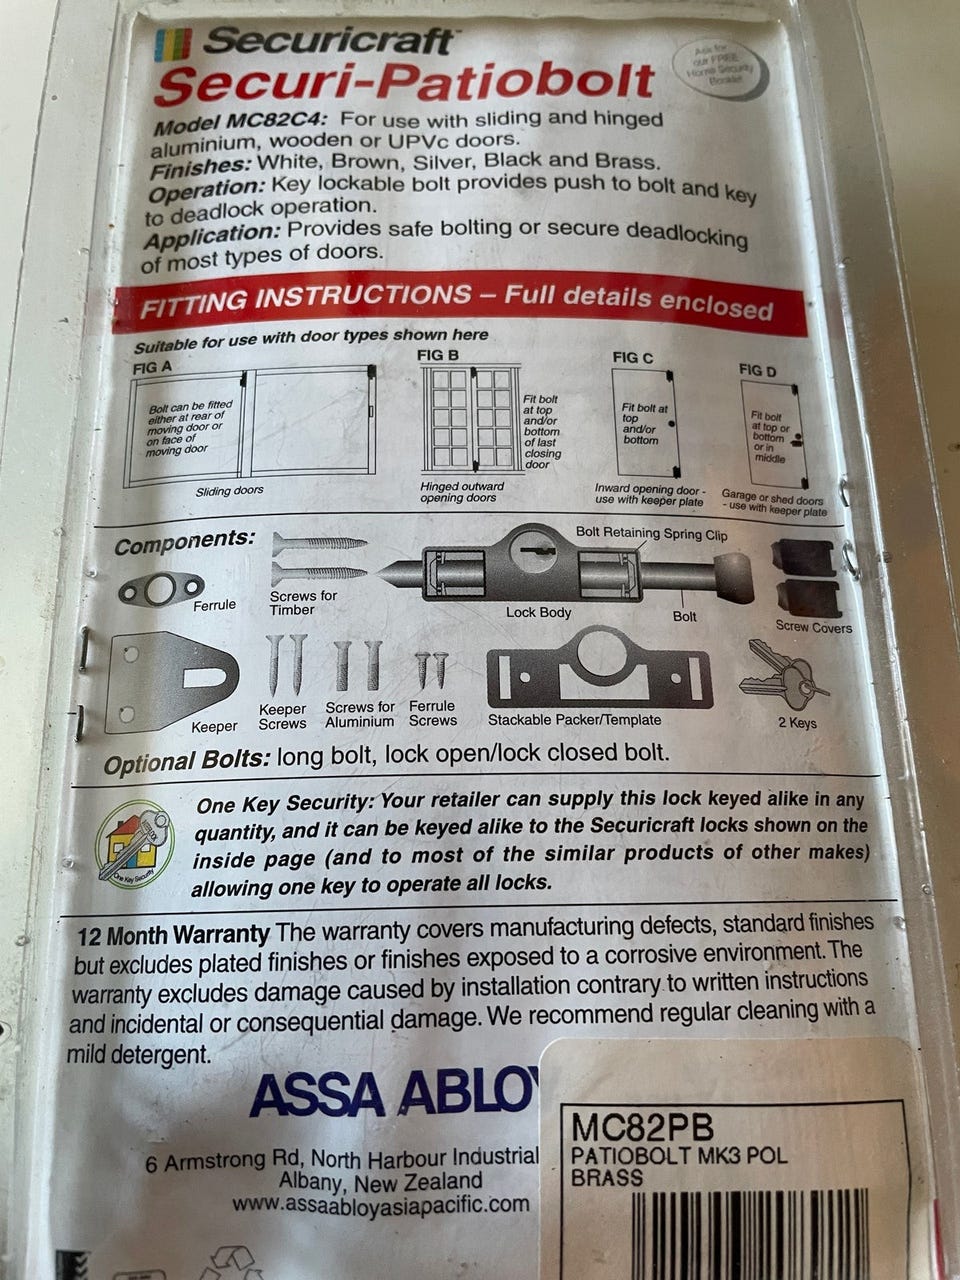 Securicraft™
Securi-Patiobolt
Ask for
our FREE
Home Security
Booklet
Model MC82C4: For use with sliding and hinged
aluminium, wooden or UPVc doors.
Finishes: White, Brown, Silver, Black and Brass.
Operation: Key lockable bolt provides push to bolt and key
to deadlock operation.
Application: Provides safe bolting or secure deadlocking
of most types of doors.
FITTING INSTRUCTIONS – Full details enclosed
Suitable for use with door types shown here
FIG A
Bolt can be fitted
either at rear of
moving door or
on face of
moving door
Sliding doors
FIG B
Fit bolt
at top
and/or
bottom
of last
closing
door
Hinged outward
opening doors
FIG C
Fit bolt at
top
and/or
bottom
Inward opening door -
use with keeper plate
FIG D
Fit bolt
at top or
bottom
or in
middle
Garage or shed doors
- use with keeper plate
Components:
Ferrule
Screws for
Timber
Bolt Retaining Spring Clip
Lock Body
Bolt
Screw Covers
Keeper
Keeper
Screws
Screws for
Aluminium
Ferrule
Screws
Stackable Packer/Template
2 Keys
Optional Bolts: long bolt, lock open/lock closed bolt.
One Key Security
One Key Security: Your retailer can supply this lock keyed alike in any
quantity, and it can be keyed alike to the Securicraft locks shown on the
inside page (and to most of the similar products of other makes)
allowing one key to operate all locks.
12 Month Warranty The warranty covers manufacturing defects, standard finishes
but excludes plated finishes or finishes exposed to a corrosive environment. The
warranty excludes damage caused by installation contrary to written instructions
and incidental or consequential damage. We recommend regular cleaning with a
mild detergent.
ASSA ABLOY
6 Armstrong Rd, North Harbour Industrial
Albany, New Zealand
www.assaabloyasiapacific.com
MC82PB
PATIOBOLT MK3 POL
BRASS